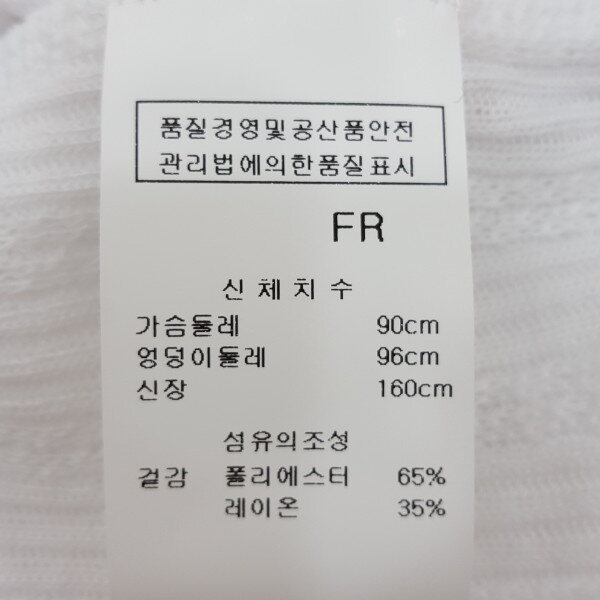 품질경영및공산품안전
관리법에의한품질표시
FR
신체치수
가슴둘레 90cm
엉덩이둘레 96cm
신장 160cm
섬유의조성
겉감 폴리에스터 65%
레이온 35%